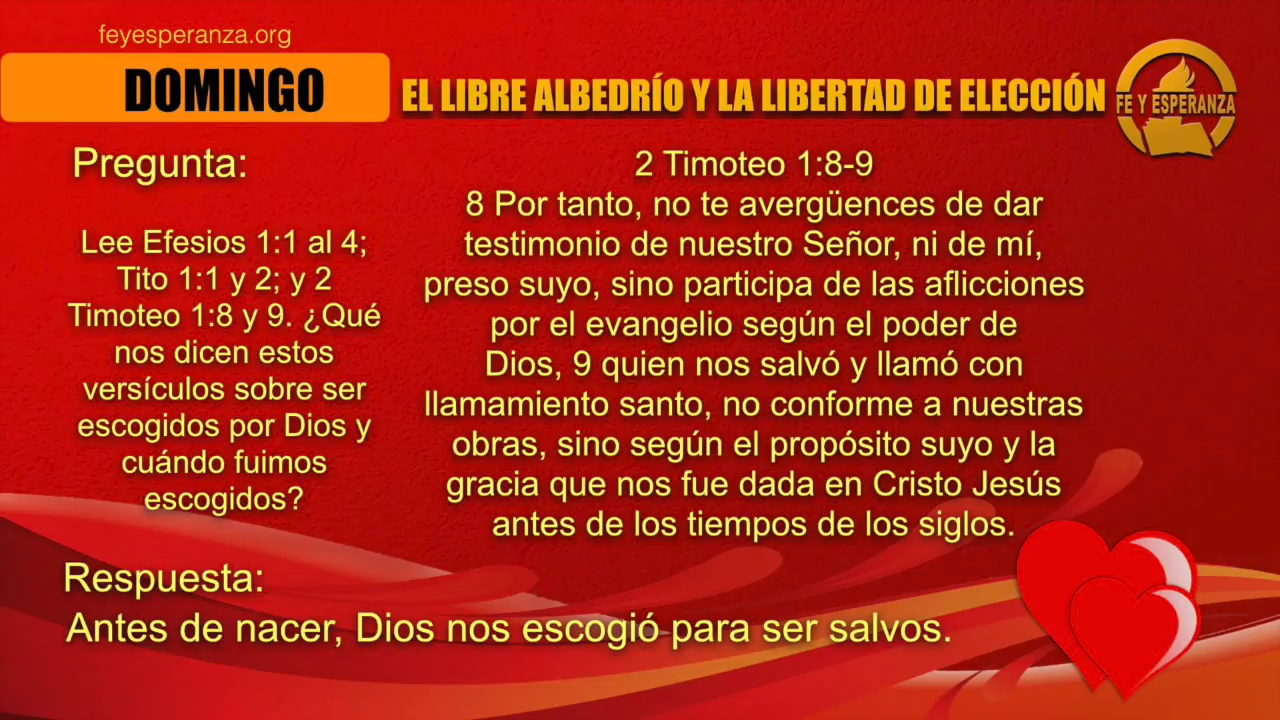 feyesperanza.org
DOMINGO
EL LIBRE ALBEDRÍO Y LA LIBERTAD DE ELECCIÓN
FE Y ESPERANZA
Pregunta:
Lee Efesios 1:1 al 4;
Tito 1:1 y 2; y 2
Timoteo 1:8 y 9. ¿Qué
nos dicen estos
versículos sobre ser
escogidos por Dios y
cuándo fuimos
escogidos?
2 Timoteo 1:8-9
8 Por tanto, no te avergüences de dar
testimonio de nuestro Señor, ni de mí,
preso suyo, sino participa de las aflicciones
por el evangelio según el poder de
Dios, 9 quien nos salvó y llamó con
llamamiento santo, no conforme a nuestras
obras, sino según el propósito suyo y la
gracia que nos fue dada en Cristo Jesús
antes de los tiempos de los siglos.
Respuesta:
Antes de nacer, Dios nos escogió para ser salvos.